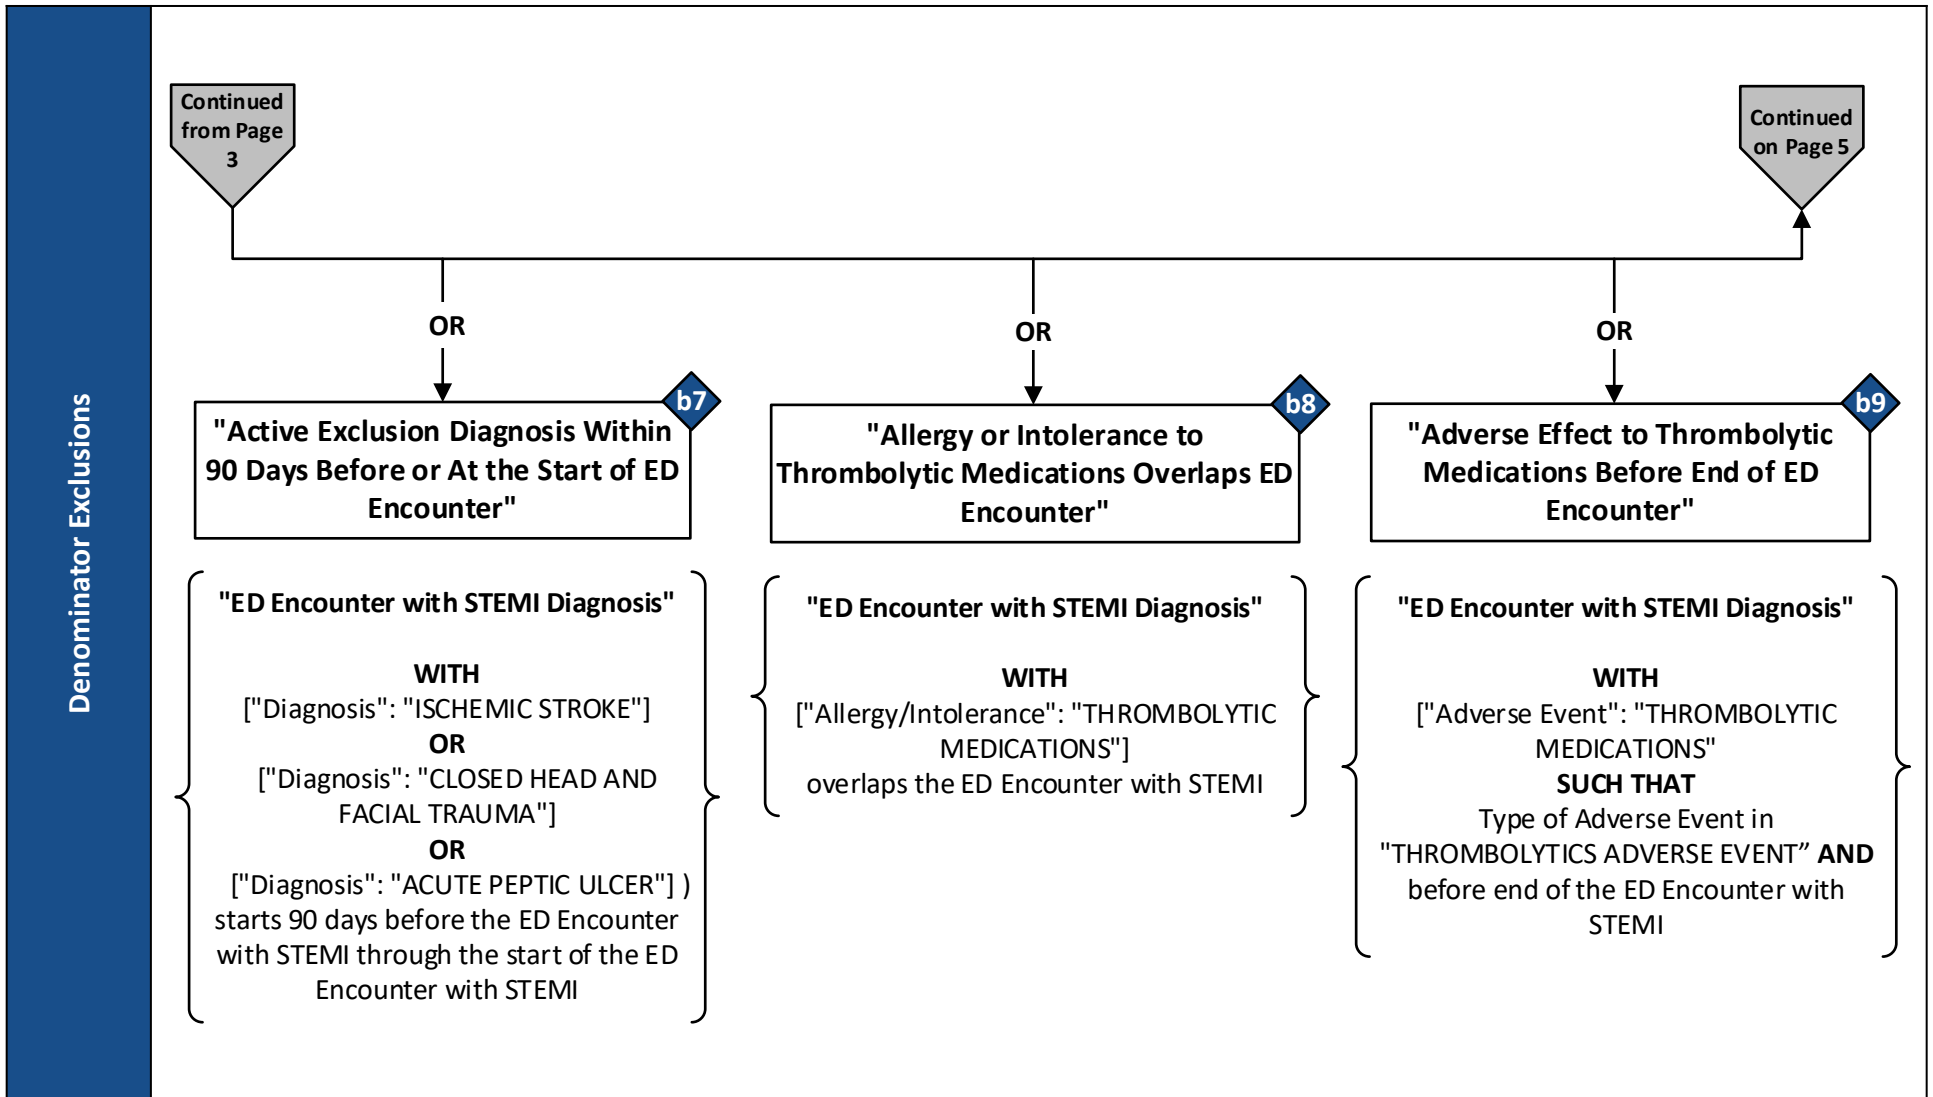 Denominator Exclusions
Continued
from Page
3
Continued
on Page 5
OR
OR
OR
b7
"Active Exclusion Diagnosis Within
90 Days Before or At the Start of ED
Encounter"
b8
"Allergy or Intolerance to
Thrombolytic Medications Overlaps ED
Encounter"
b9
"Adverse Effect to Thrombolytic
Medications Before End of ED
Encounter"
"ED Encounter with STEMI Diagnosis"
WITH
["Diagnosis": "ISCHEMIC STROKE"]
OR
["Diagnosis": "CLOSED HEAD AND
FACIAL TRAUMA"]
OR
["Diagnosis": "ACUTE PEPTIC ULCER"] )
starts 90 days before the ED Encounter
with STEMI through the start of the ED
Encounter with STEMI
"ED Encounter with STEMI Diagnosis"
WITH
["Allergy/Intolerance": "THROMBOLYTIC
MEDICATIONS"]
overlaps the ED Encounter with STEMI
"ED Encounter with STEMI Diagnosis"
WITH
["Adverse Event": "THROMBOLYTIC
MEDICATIONS"
SUCH THAT
Type of Adverse Event in
"THROMBOLYTICS ADVERSE EVENT” AND
before end of the ED Encounter with
STEMI